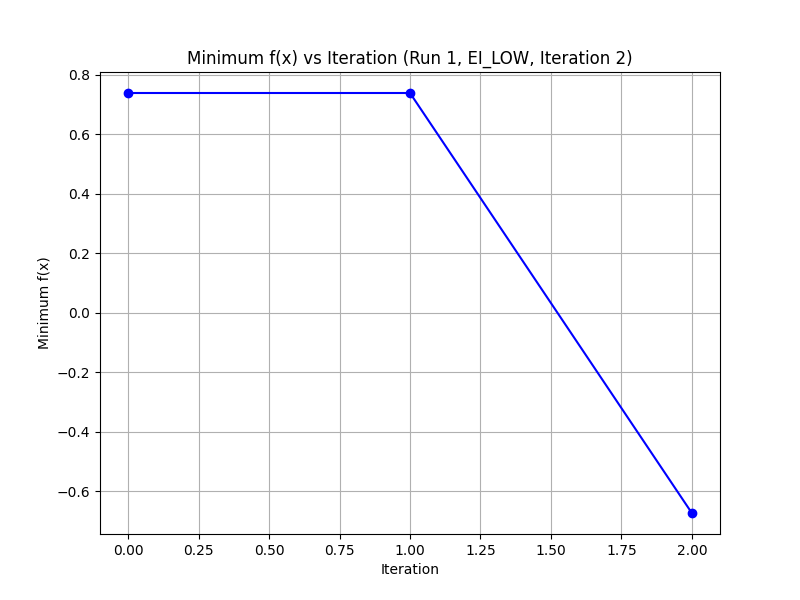 Minimum f(x) vs Iteration (Run 1, EI_LOW, Iteration 2)
Minimum f(x)
0.8
0.6
0.4
0.2
0.0
−0.2
−0.4
−0.6
0.00 0.25 0.50 0.75 1.00 1.25 1.50 1.75 2.00
Iteration